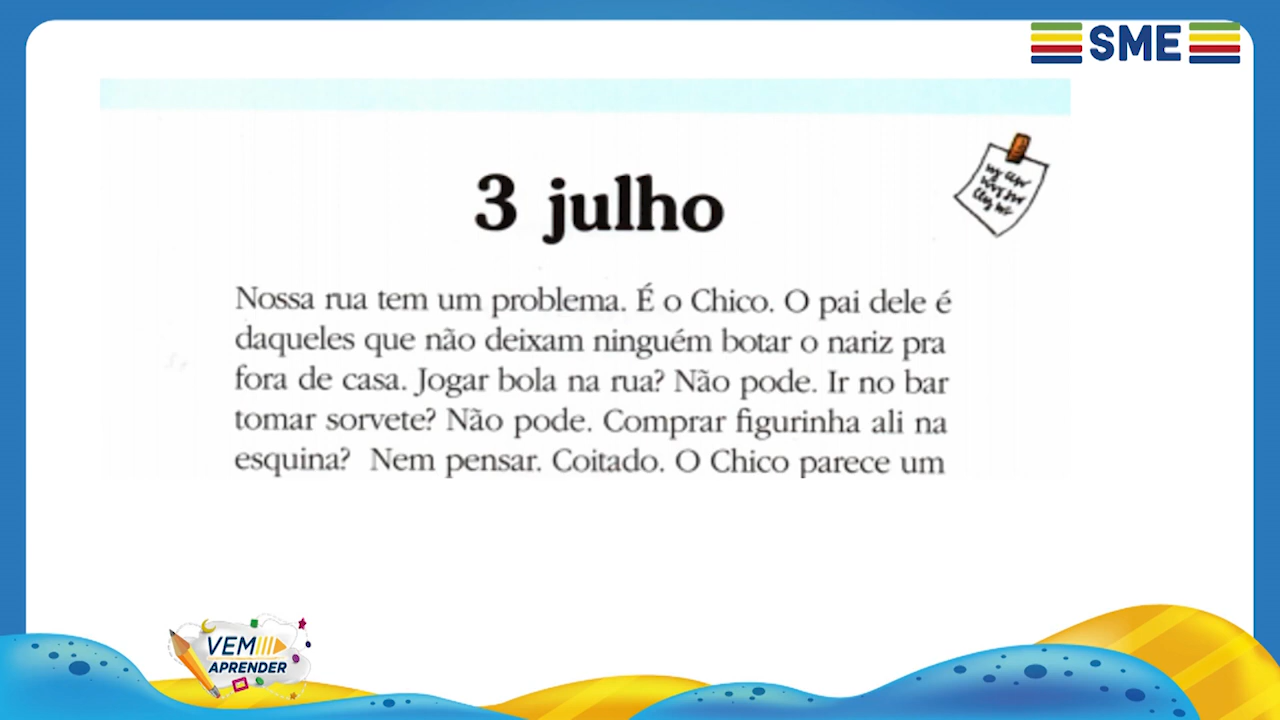 SME
3 julho
Nossa rua tem um problema. É o Chico. O pai dele é
daqueles que não deixam ninguém botar o nariz pra
fora de casa. Jogar bola na rua? Não pode. Ir no bar
tomar sorvete? Não pode. Comprar figurinha ali na
esquina? Nem pensar. Coitado. O Chico parece um
VEM
APRENDER